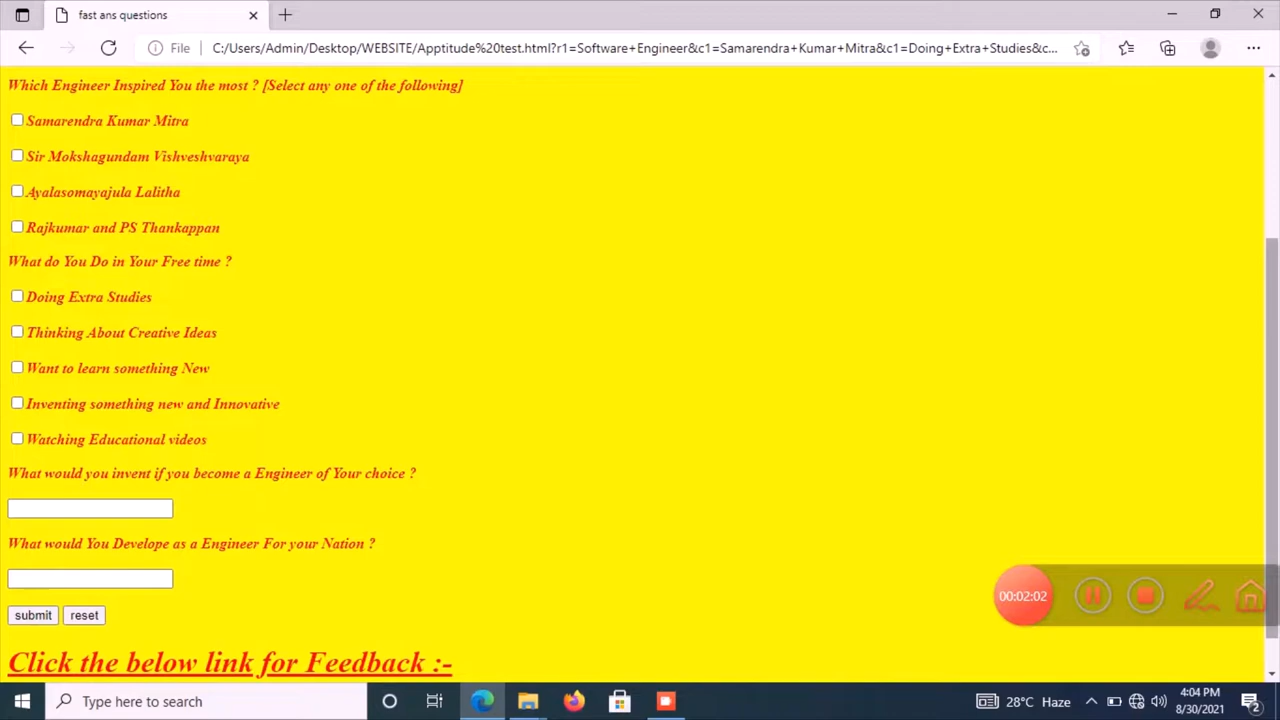 fast ans questions
File
C:/Users/Admin/Desktop/WEBSITE/Apptitude%20test.html?r1=Software+Engineer&c1=Samarendra+Kumar+Mitra&c1=Doing+Extra+Studies&c...
Which Engineer Inspired You the most ? [Select any one of the following]
Samarendra Kumar Mitra
Sir Mokshagundam Vishveshvaraya
Ayalasomayajula Lalitha
Rajkumar and PS Thankappan
What do You Do in Your Free time ?
Doing Extra Studies
Thinking About Creative Ideas
Want to learn something New
Inventing something new and Innovative
Watching Educational videos
What would you invent if you become a Engineer of Your choice ?
What would You Develope as a Engineer For your Nation ?
00:02:02
submit reset
Click the below link for Feedback :-
Type here to search
28°C Haze
4:04 PM
8/30/2021
2